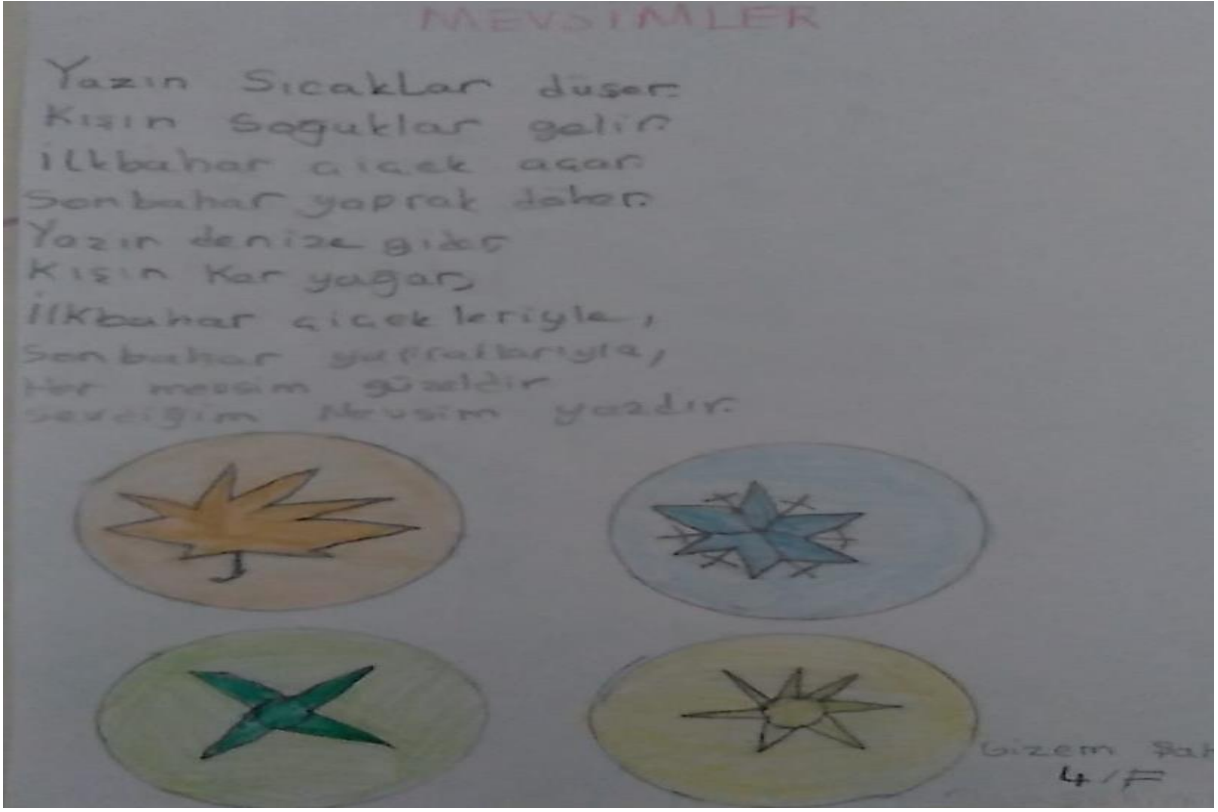 MEVSİMLER
Yazın Sıcaklar düşer.
Kışın Soğuklar gelir.
İlkbahar çiçek açar.
Sonbahar yaprak döker.
Yazın denize gider,
Kışın Kar yağar,
İlkbahar çiçekleriyle,
Sonbahar yapraklarıyla,
Her mevsim güzeldir
Sevdiğim Mevsim yazdır.
Gizem
4/F